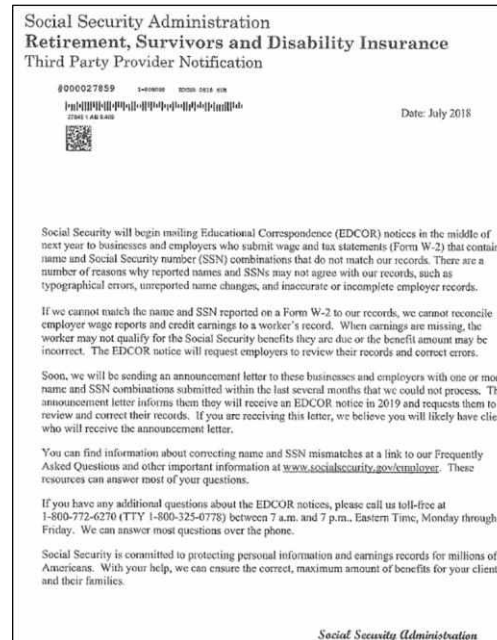 Social Security Administration
Retirement, Survivors and Disability Insurance
Third Party Provider Notification
#000027859
Date: July 2018
Social Security will begin mailing Educational Correspondence (EDCOR) notices in the middle of
next year to businesses and employers who submit wage and tax statements (Form W-2) that contain
name and Social Security number (SSN) combinations that do not match our records. There are a
number of reasons why reported names and SSNs may not agree with our records, such as
typographical errors, unreported name changes, and inaccurate or incomplete employer records.
If we cannot match the name and SSN reported on a Form W-2 to our records, we cannot reconcile
employer wage reports and credit earnings to a worker's record. When earnings are missing, the
worker may not qualify for the Social Security benefits they are due or the benefit amount may be
incorrect. The EDCOR notice will request employers to review their records and correct errors.
Soon, we will be sending an announcement letter to these businesses and employers with one or mor
name and SSN combinations submitted within the last several months that we could not process. Th
announcement letter informs them they will receive an EDCOR notice in 2019 and requests them to
review and correct their records. If you are receiving this letter, we believe you will likely have clie
who will receive the announcement letter.
You can find information about correcting name and SSN mismatches at a link to our Frequently
Asked Questions and other important information at www.socialsecurity.gov/employer. These
resources can answer most of your questions.
If you have any additional questions about the EDCOR notices, please call us toll-free at
1-800-772-6270 (TTY 1-800-325-0778) between 7 a.m. and 7 p.m., Eastern Time, Monday through
Friday. We can answer most questions over the phone.
Social Security is committed to protecting personal information and earnings records for millions of
Americans. With your help, we can ensure the correct, maximum amount of benefits for your client
and their families.
Social Security Administration